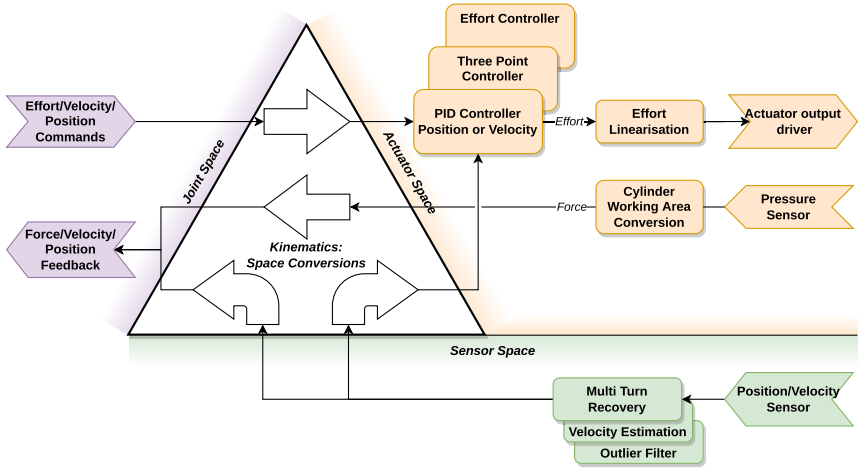 Effort Controller
Three Point
Controller
PID Controller
Position or Velocity
Effort/Velocity/
Position
Commands
Effort
Effort
Linearisation
Actuator output
driver
Joint Space
Actuator Space
Force
Cylinder
Working Area
Conversion
Pressure
Sensor
Force/Velocity/
Position
Feedback
Kinematics:
Space Conversions
Sensor Space
Multi Turn
Recovery
Velocity Estimation
Outlier Filter
Position/Velocity
Sensor